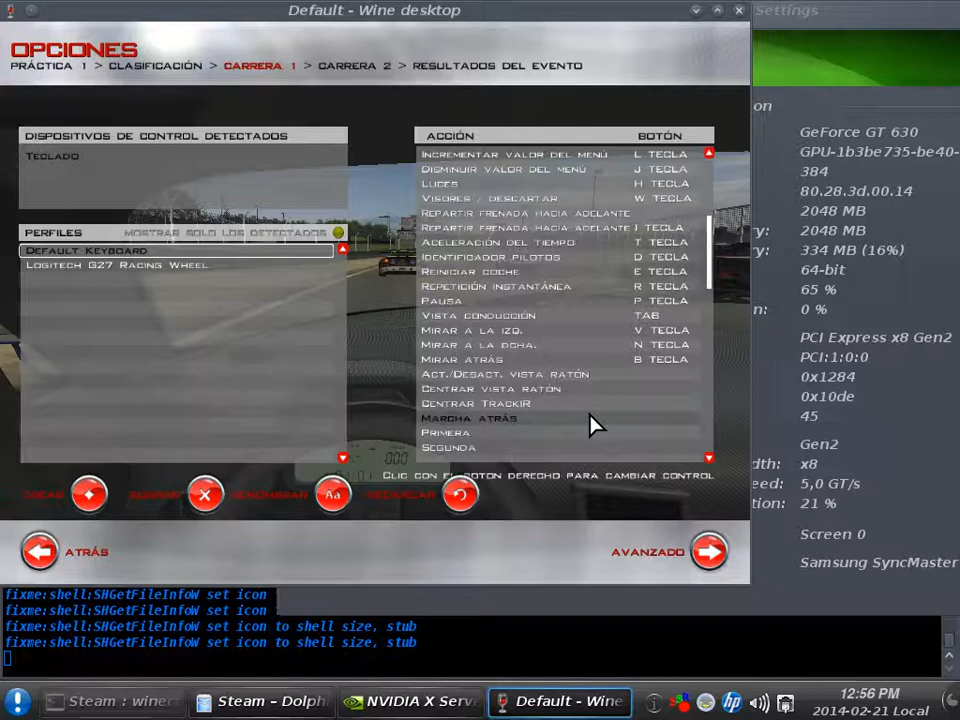 Default - Wine desktop
Settings
OPCIONES
PRÁCTICA 1 > CLASIFICACIÓN > CARRERA 1 > CARRERA 2 > RESULTADOS DEL EVENTO
DISPOSITIVOS DE CONTROL DETECTADOS
TECLADO
PERFILES MOSTRAR SOLO LOS DETECTADOS
DEFAULT KEYBOARD
LOGITECH G27 RACING WHEEL
ACCIÓN BOTÓN
INCREMENTAR VALOR DEL MENÚ L TECLA
DISMINUIR VALOR DEL MENÚ J TECLA
LUCES H TECLA
VISORES / DESCARTAR W TECLA
REPARTIR FRENADA HACIA ADELANTE
REPARTIR FRENADA HACIA ADELANTE I TECLA
ACELERACIÓN DEL TIEMPO T TECLA
IDENTIFICADOR PILOTOS D TECLA
REINICIAR COCHE E TECLA
REPETICIÓN INSTANTÁNEA R TECLA
PAUSA P TECLA
VISTA CONDUCCIÓN TAB
MIRAR A LA IZQ. V TECLA
MIRAR A LA DCHA. N TECLA
MIRAR ATRÁS B TECLA
ACT./DESACT. VISTA RATÓN
CENTRAR VISTA RATÓN
CENTRAR TRACKIR
MARCHA ATRÁS
PRIMERA
SEGUNDA
CLIC CON EL BOTON DERECHO PARA CAMBIAR CONTROL
Aa
ATRÁS
AVANZADO
on
GeForce GT 630
GPU-1b3be735-be40-
384
80.28.3d.00.14
2048 MB
ry: 2048 MB
ry: 334 MB (16%)
64-bit
65 %
n: 0 %
PCI Express x8 Gen2
PCI:1:0:0
0x1284
0x10de
45
Gen2
dth: x8
eed: 5,0 GT/s
tion: 21 %
Screen 0
Samsung SyncMaster
fixme:shell:SHGetFileInfoW set icon
fixme:shell:SHGetFileInfoW set icon
fixme:shell:SHGetFileInfoW set icon to shell size, stub
fixme:shell:SHGetFileInfoW set icon to shell size, stub
Steam : winec
Steam – Dolph
NVIDIA X Serv
Default - Wine
hp
12:56 PM
2014-02-21 Local